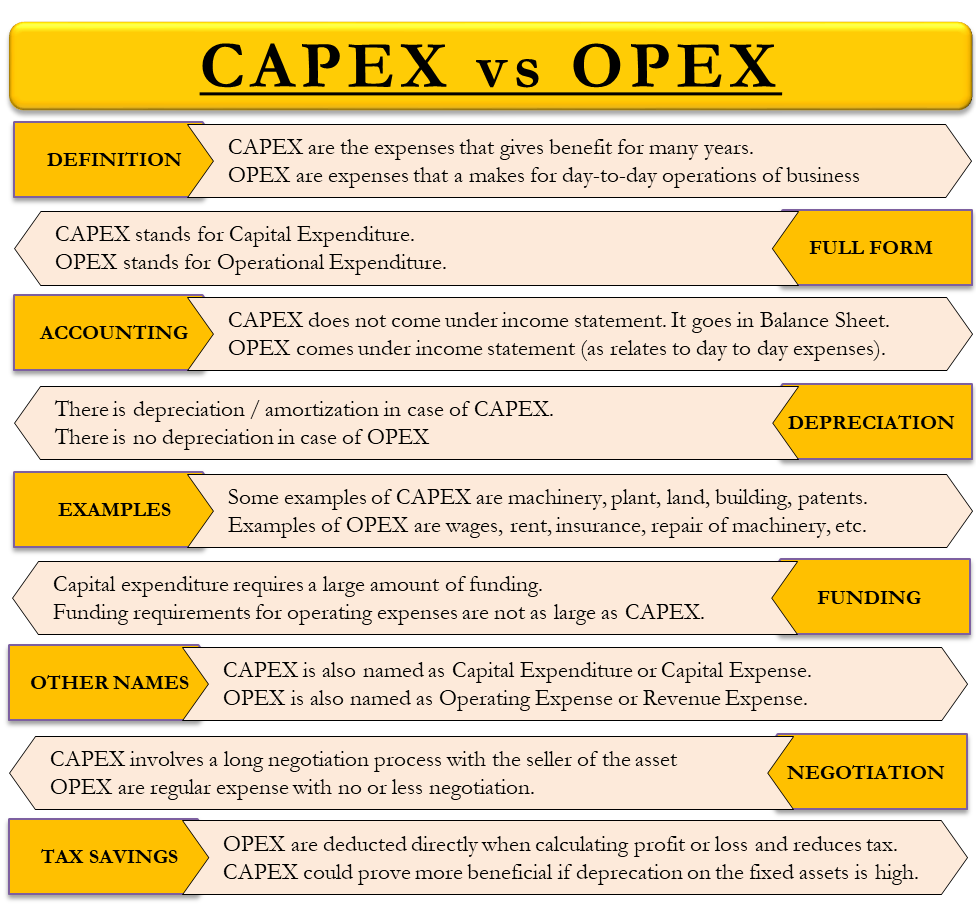 CAPEX vs OPEX
DEFINITION
CAPEX are the expenses that gives benefit for many years.
OPEX are expenses that a makes for day-to-day operations of business
CAPEX stands for Capital Expenditure.
OPEX stands for Operational Expenditure.
FULL FORM
ACCOUNTING
CAPEX does not come under income statement. It goes in Balance Sheet.
OPEX comes under income statement (as relates to day to day expenses).
There is depreciation / amortization in case of CAPEX.
There is no depreciation in case of OPEX
DEPRECIATION
EXAMPLES
Some examples of CAPEX are machinery, plant, land, building, patents.
Examples of OPEX are wages, rent, insurance, repair of machinery, etc.
Capital expenditure requires a large amount of funding.
Funding requirements for operating expenses are not as large as CAPEX.
FUNDING
OTHER NAMES
CAPEX is also named as Capital Expenditure or Capital Expense.
OPEX is also named as Operating Expense or Revenue Expense.
CAPEX involves a long negotiation process with the seller of the asset
OPEX are regular expense with no or less negotiation.
NEGOTIATION
TAX SAVINGS
OPEX are deducted directly when calculating profit or loss and reduces tax.
CAPEX could prove more beneficial if deprecation on the fixed assets is high.